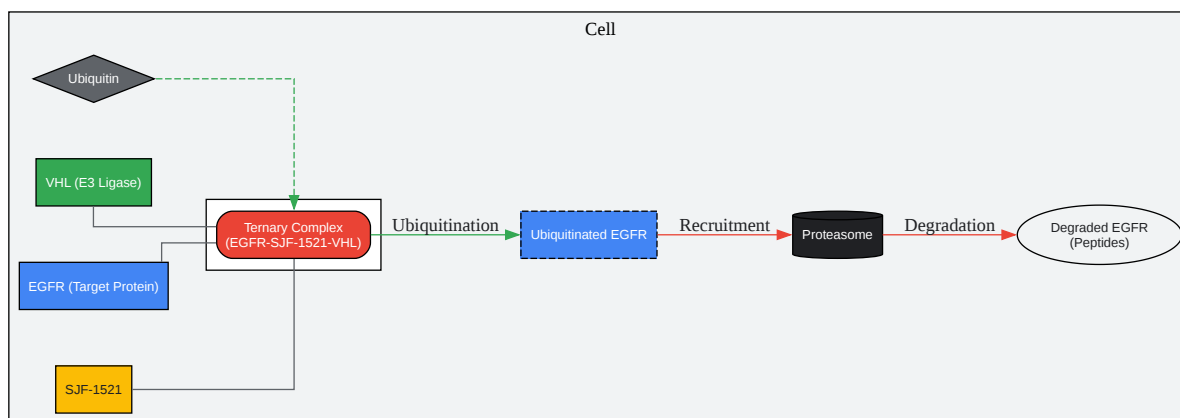 Cell
Ubiquitin
VHL (E3 Ligase)
EGFR (Target Protein)
SJF-1521
Ternary Complex
(EGFR-SJF-1521-VHL)
Ubiquitination
Ubiquitinated EGFR
Recruitment
Proteasome
Degradation
Degraded EGFR
(Peptides)